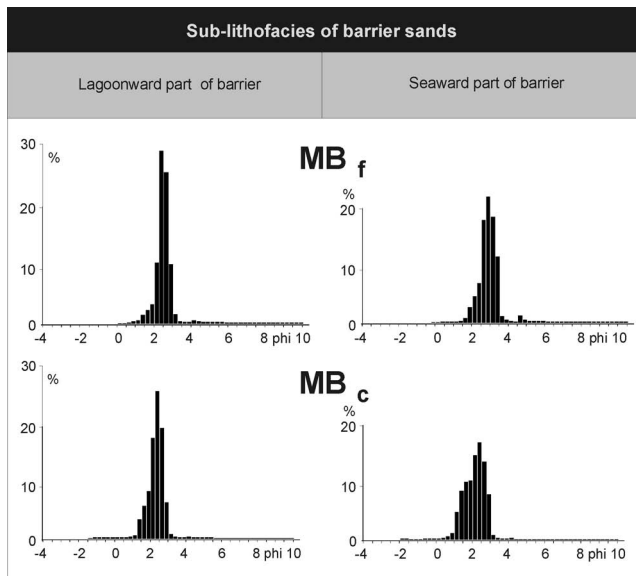 Sub-lithofacies of barrier sands
Lagoonward part of barrier
Seaward part of barrier
MB f
30
%
20
10
0
-4 -2 0 2 4 6 8 phi 10
%
20
10
0
-4 -2 0 2 4 6 8 phi 10
MB c
30
%
20
10
0
-4 -2 0 2 4 6 8 phi 10
%
20
10
0
-4 -2 0 2 4 6 8 phi 10